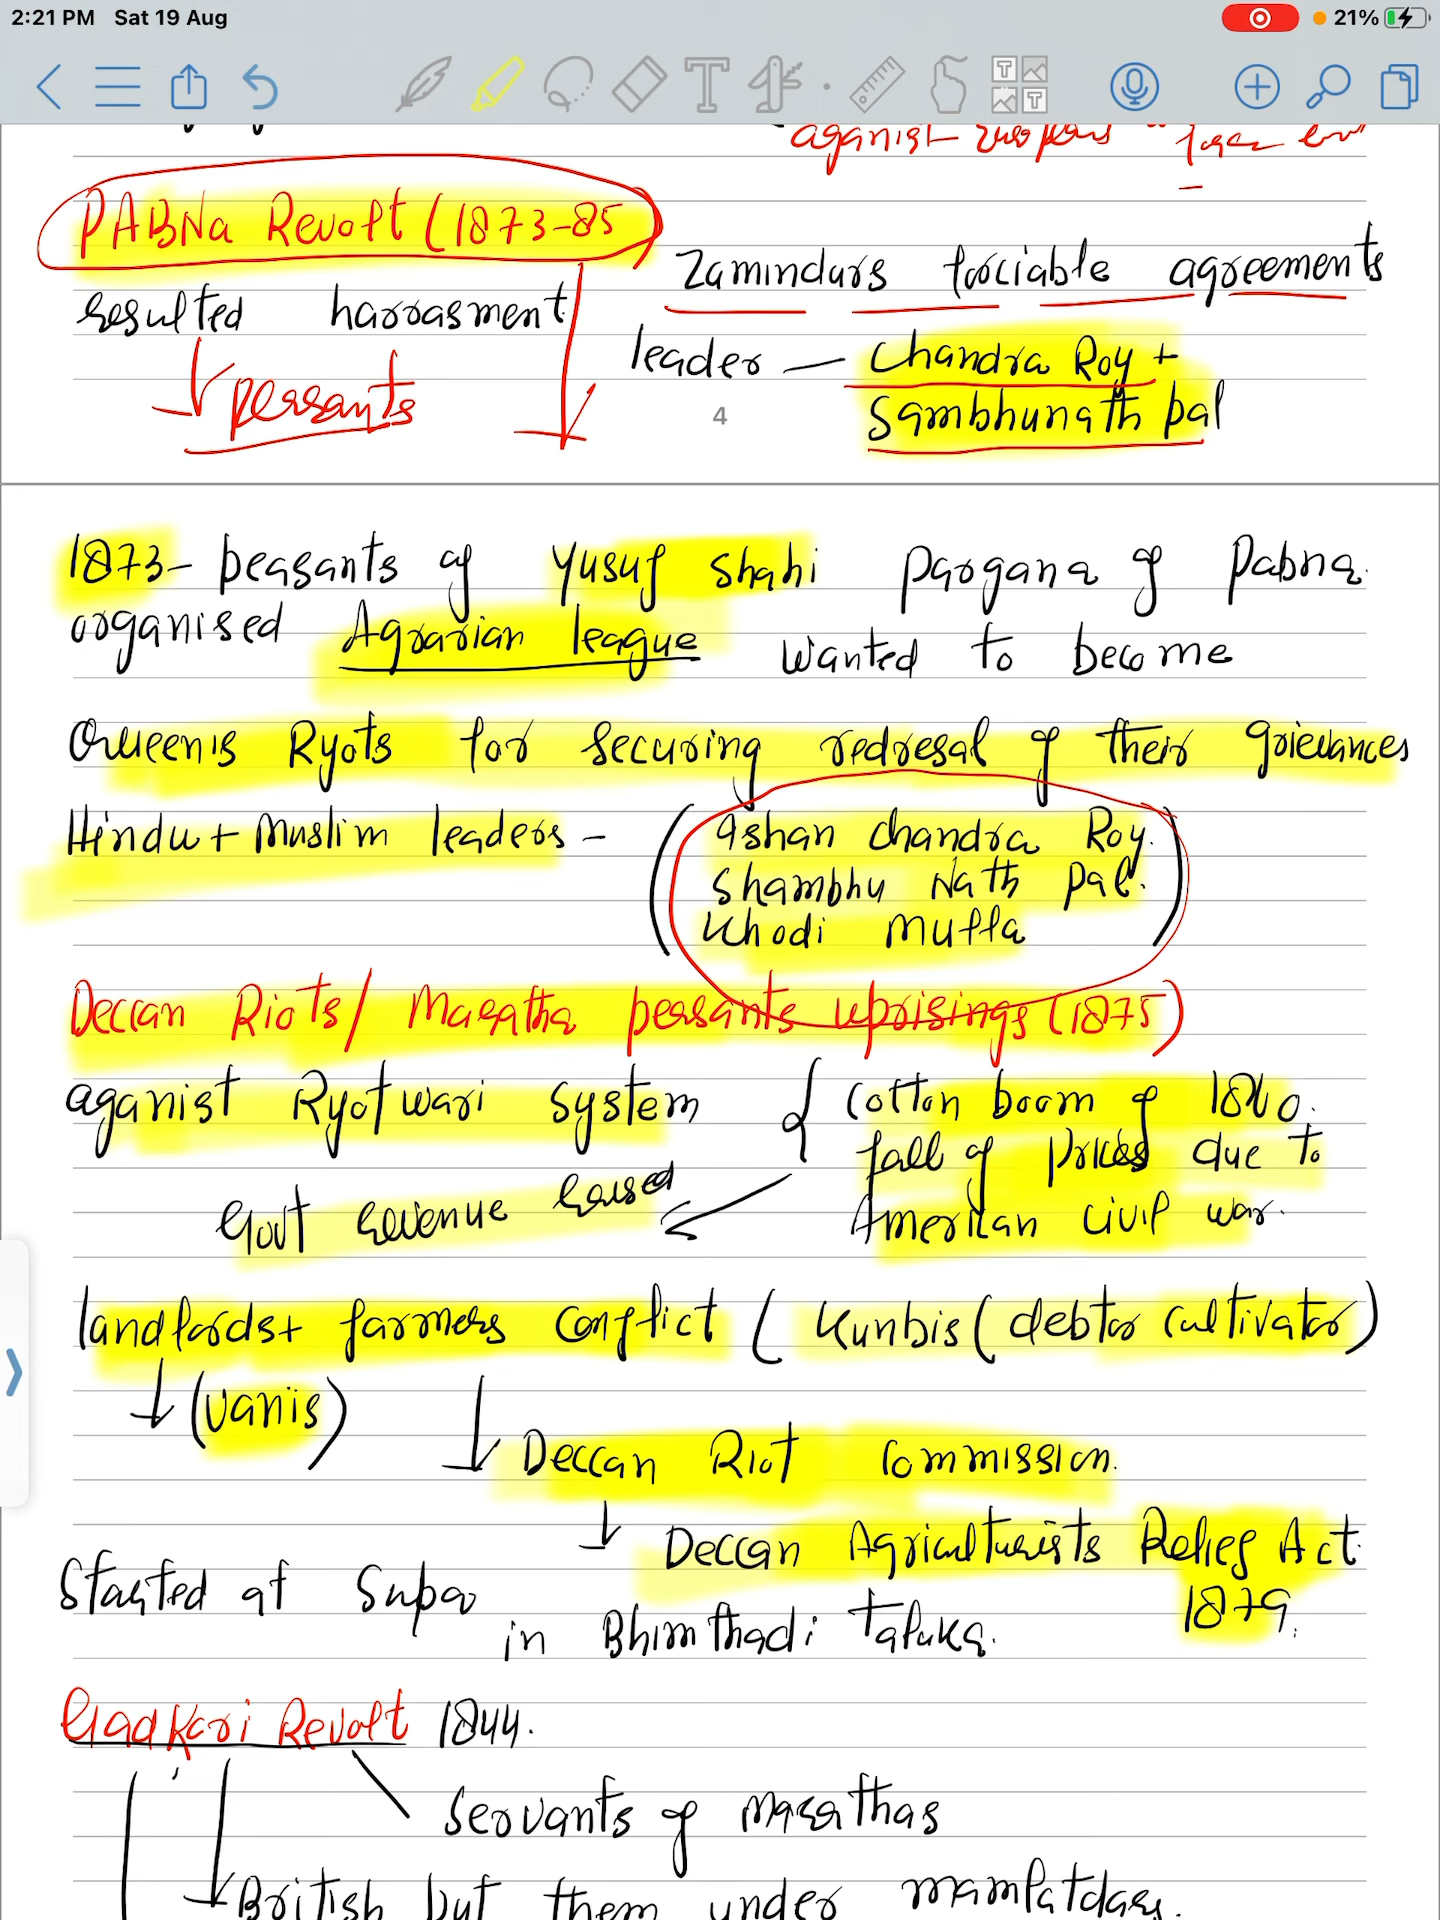 2:21 PM Sat 19 Aug
21%
aganist
PABNa Revolt (1873-85
Zamindars forciable agreements
resulted harrasment
leader — Chandra Roy +
peasants
4
Sambhunath pal
1873- peasants of Yusuf Shahi Pargana of Pabna.
organised Agrarian league wanted to become
Queen's Ryots for securing redresal of their grievances
Hindu + Muslim leaders - (Ishan Chandra Roy.
Shambhu Nath Pal.
Khodi Mulla)
Deccan Riots/ Maratha peasants uprisings (1875)
aganist Ryotwari system { Cotton boom of 1860.
fall of prices due to
Govt revenue raised
American civil war.
landlords+ farmers conflict ( Kunbis (debtor cultivator)
(vanis)
Deccan Riot Commission.
Deccan Agriculturists Relief Act
1879.
Started at Supa
in Bhimthadi Taluka.
Gadkari Revolt 1844.
Servants of Marathas
British but them under mamlatdars.